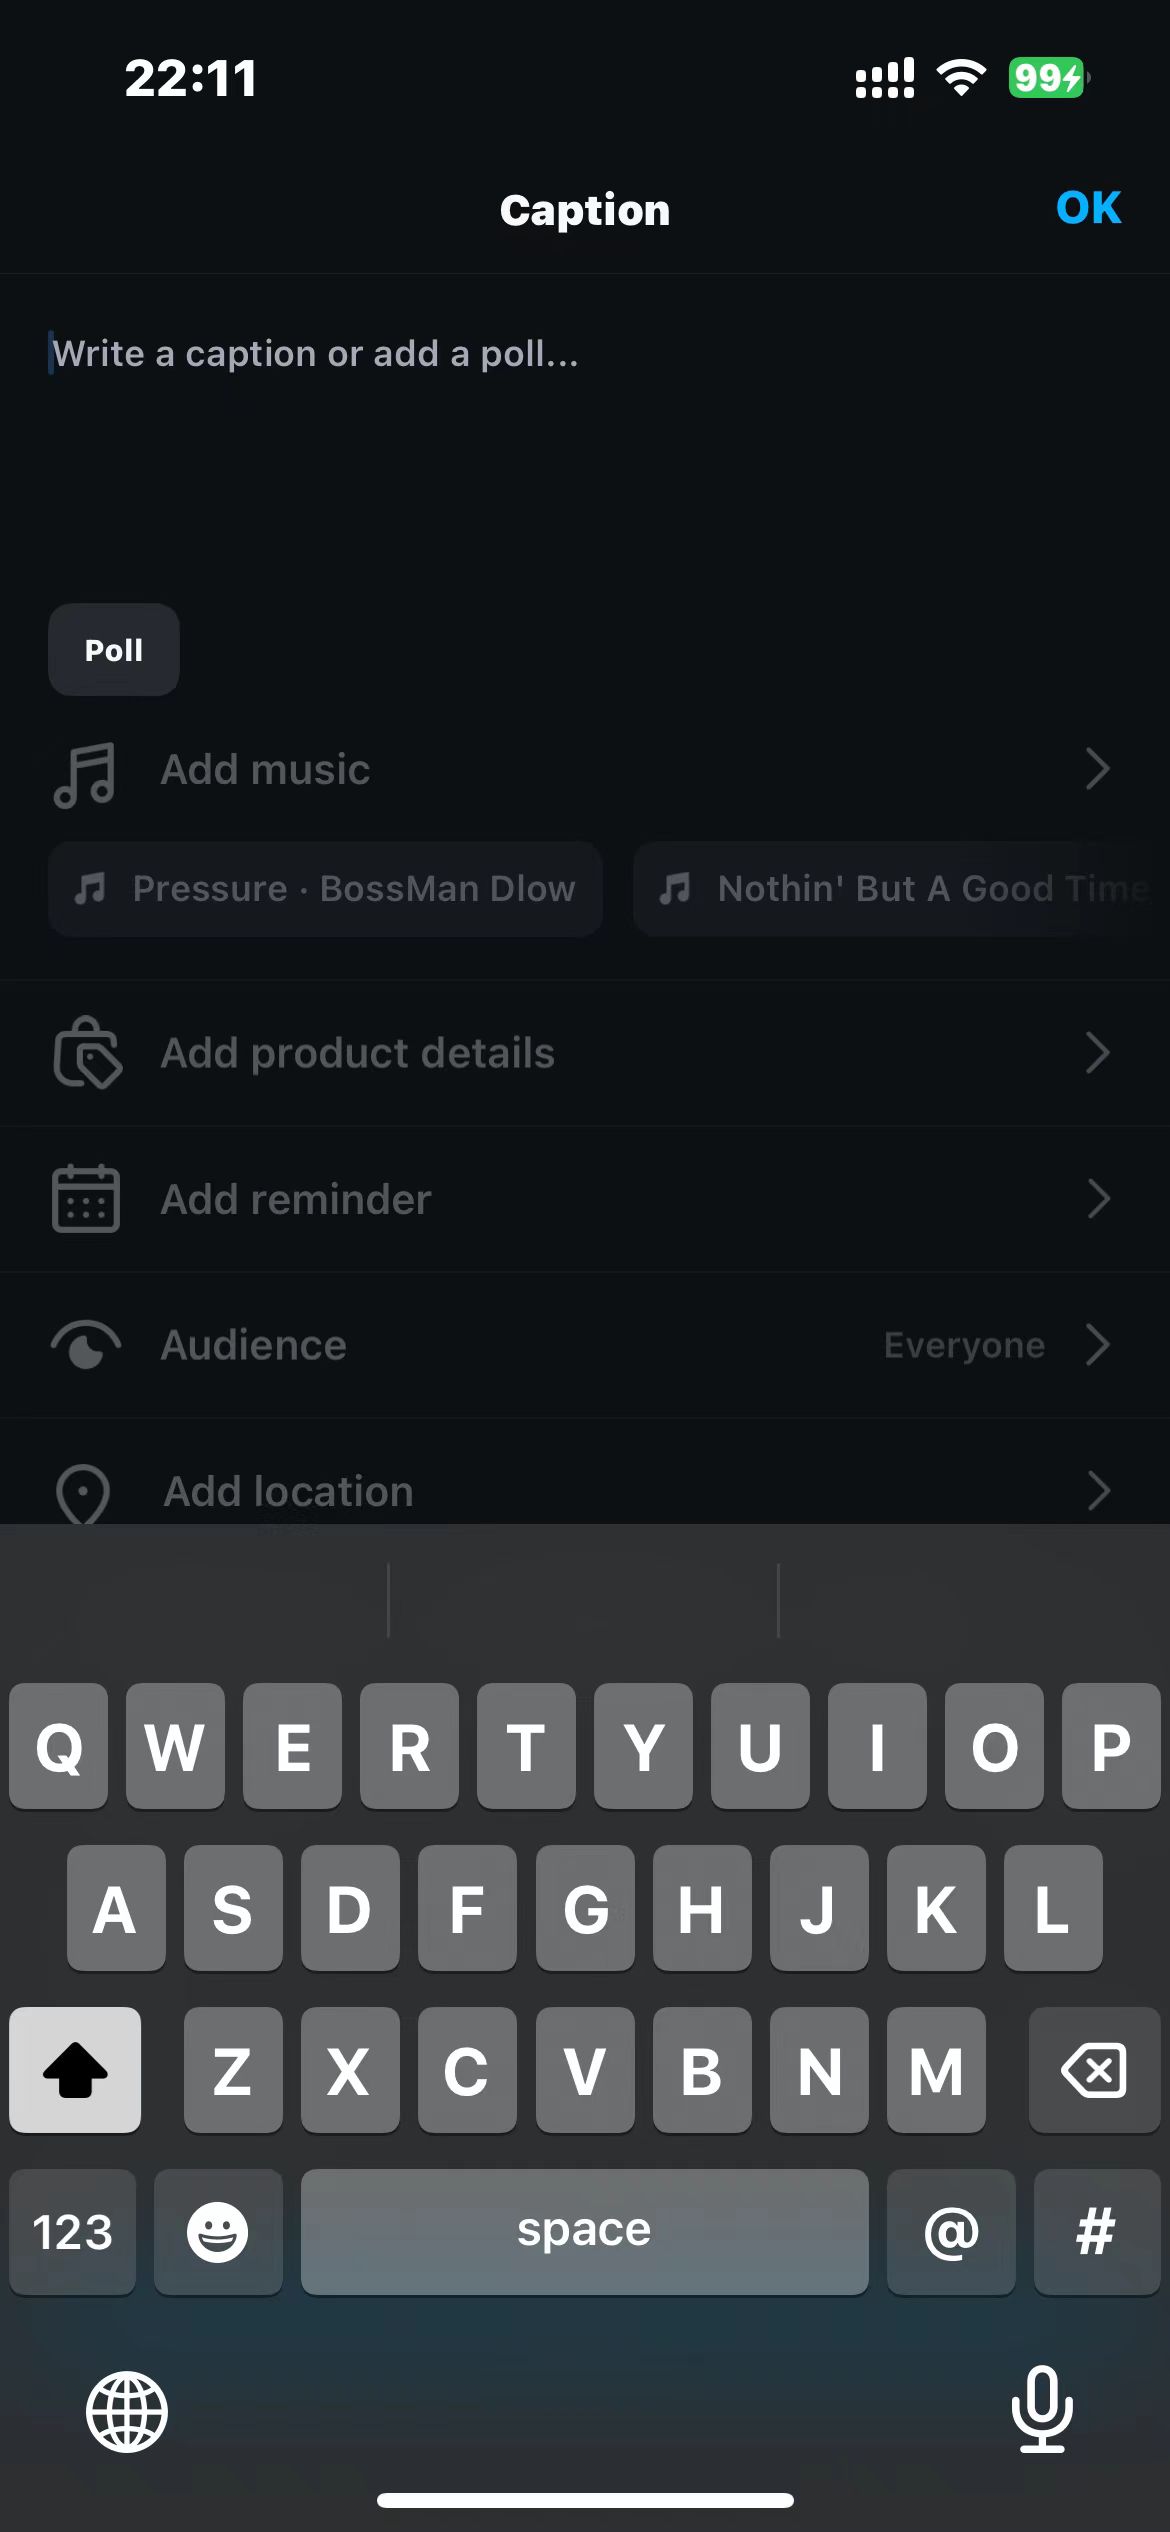 22:11
99
Caption
OK
Write a caption or add a poll...
Poll
Add music
Pressure · BossMan Dlow
Nothin' But A Good Time
Add product details
Add reminder
Audience
Everyone
Add location
Q W E R T Y U I O P
A S D F G H J K L
Z X C V B N M
123
space
@
#